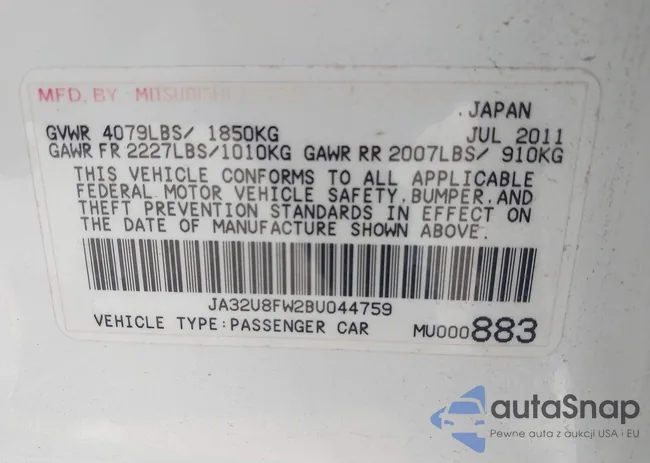 MFD. BY MITSUBISHI
JAPAN
GVWR 4079LBS/ 1850KG JUL 2011
GAWR FR 2227LBS/1010KG GAWR RR 2007LBS/ 910KG
THIS VEHICLE CONFORMS TO ALL APPLICABLE
FEDERAL MOTOR VEHICLE SAFETY,BUMPER,AND
THEFT PREVENTION STANDARDS IN EFFECT ON
THE DATE OF MANUFACTURE SHOWN ABOVE.
JA32U8FW2BU044759
VEHICLE TYPE:PASSENGER CAR MU000883
autoSnap
Pewne auta z aukcji USA i EU